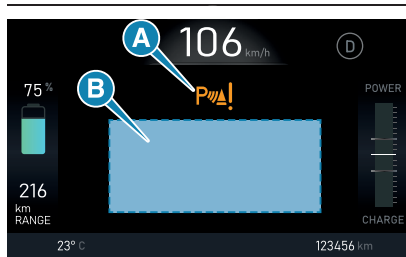 A
106 km/h
D
P !
75 %
B
POWER
216
km
RANGE
CHARGE
23° C
123456 km